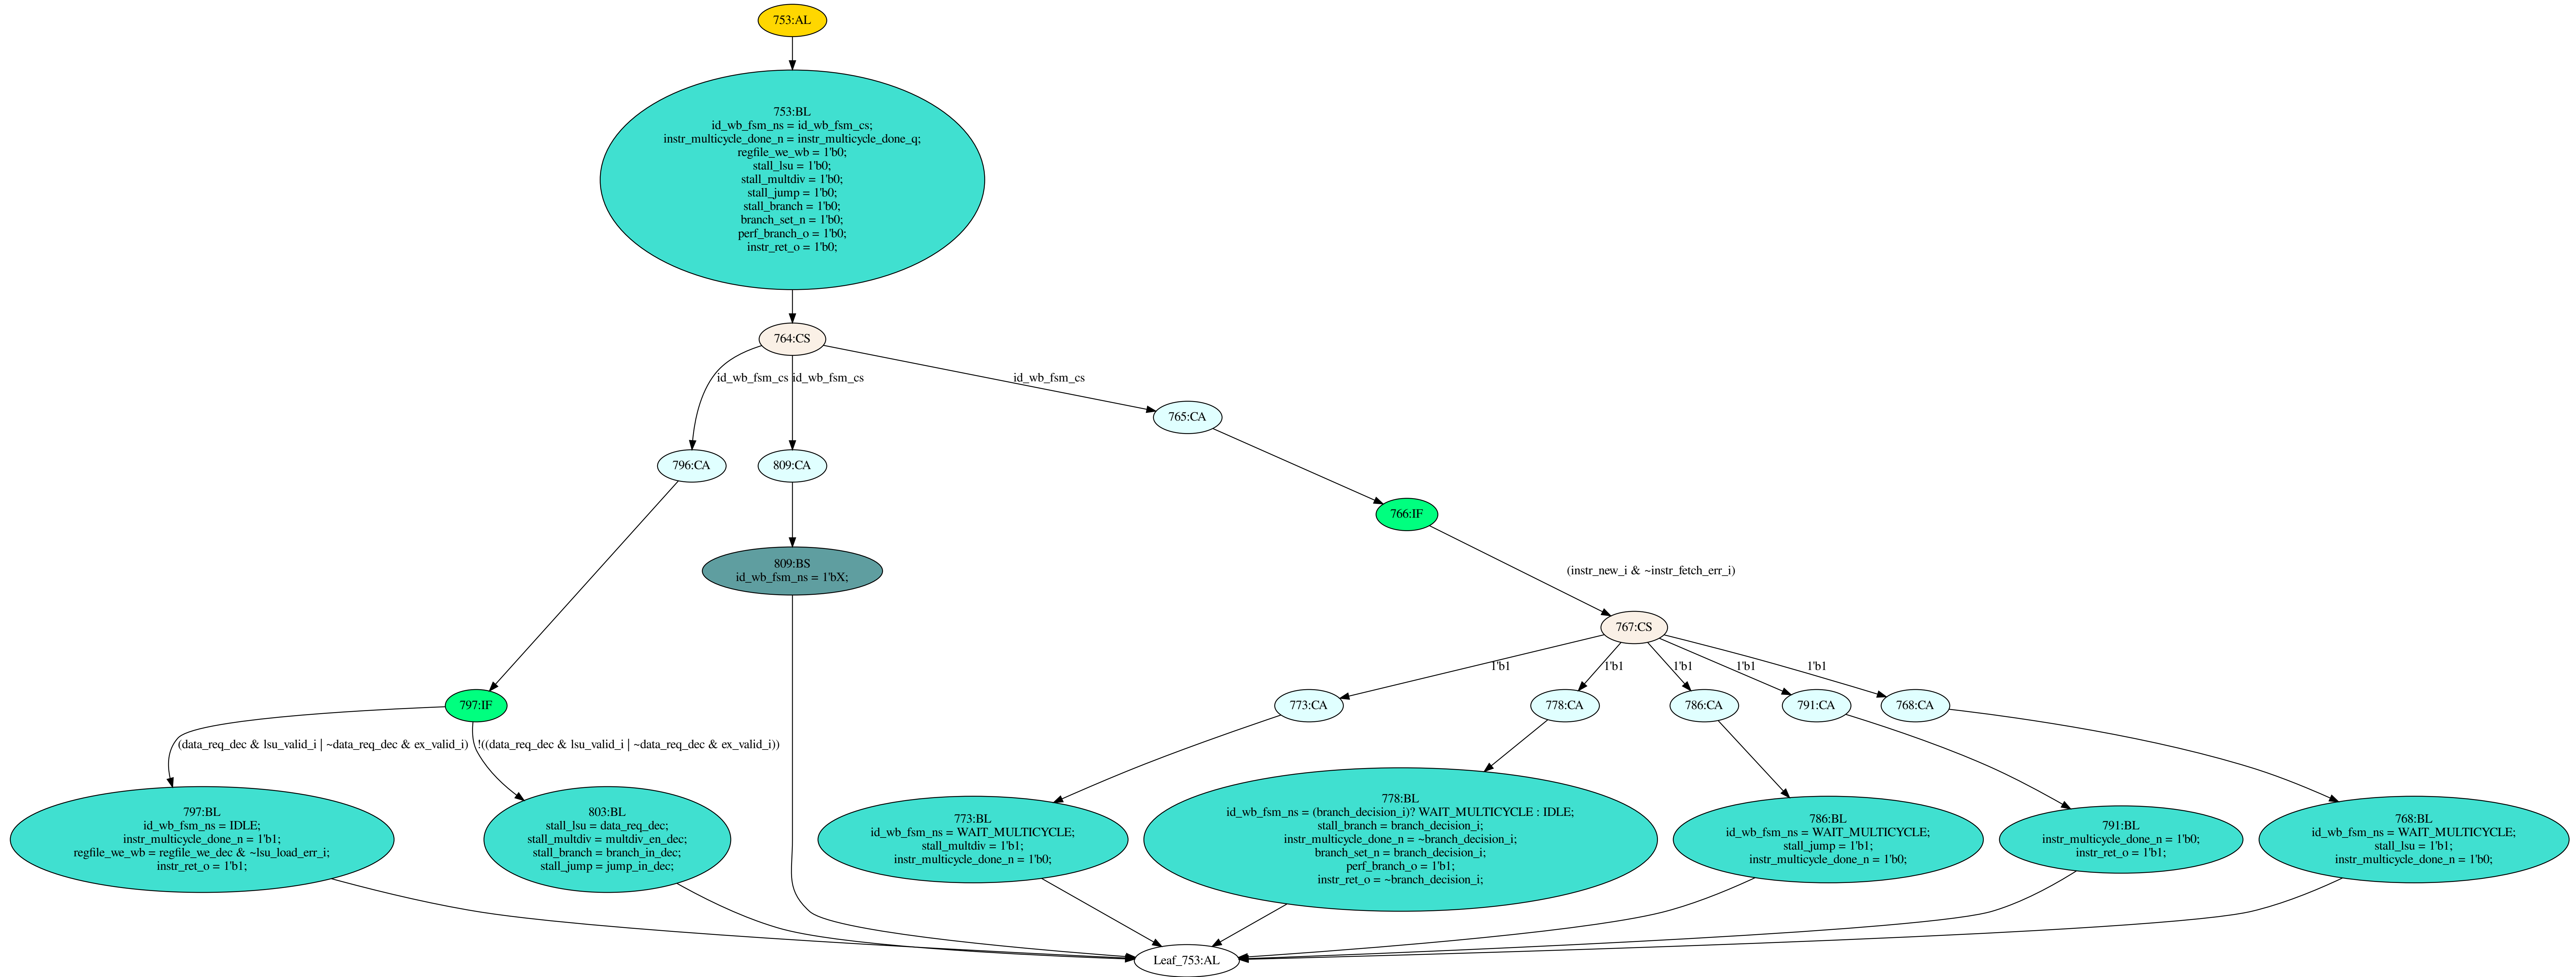 753:AL
753:BL
id_wb_fsm_ns = id_wb_fsm_cs;
instr_multicycle_done_n = instr_multicycle_done_q;
regfile_we_wb = 1'b0;
stall_lsu = 1'b0;
stall_multdiv = 1'b0;
stall_jump = 1'b0;
stall_branch = 1'b0;
branch_set_n = 1'b0;
perf_branch_o = 1'b0;
instr_ret_o = 1'b0;
764:CS
id_wb_fsm_cs
id_wb_fsm_cs
id_wb_fsm_cs
765:CA
796:CA
809:CA
766:IF
809:BS
id_wb_fsm_ns = 1'bX;
(instr_new_i & ~instr_fetch_err_i)
767:CS
1'b1
1'b1
1'b1
1'b1
1'b1
797:IF
773:CA
778:CA
786:CA
791:CA
768:CA
(data_req_dec & lsu_valid_i | ~data_req_dec & ex_valid_i)
!((data_req_dec & lsu_valid_i | ~data_req_dec & ex_valid_i))
797:BL
id_wb_fsm_ns = IDLE;
instr_multicycle_done_n = 1'b1;
regfile_we_wb = regfile_we_dec & ~lsu_load_err_i;
instr_ret_o = 1'b1;
803:BL
stall_lsu = data_req_dec;
stall_multdiv = multdiv_en_dec;
stall_branch = branch_in_dec;
stall_jump = jump_in_dec;
773:BL
id_wb_fsm_ns = WAIT_MULTICYCLE;
stall_multdiv = 1'b1;
instr_multicycle_done_n = 1'b0;
778:BL
id_wb_fsm_ns = (branch_decision_i)? WAIT_MULTICYCLE : IDLE;
stall_branch = branch_decision_i;
instr_multicycle_done_n = ~branch_decision_i;
branch_set_n = branch_decision_i;
perf_branch_o = 1'b1;
instr_ret_o = ~branch_decision_i;
786:BL
id_wb_fsm_ns = WAIT_MULTICYCLE;
stall_jump = 1'b1;
instr_multicycle_done_n = 1'b0;
791:BL
instr_multicycle_done_n = 1'b0;
instr_ret_o = 1'b1;
768:BL
id_wb_fsm_ns = WAIT_MULTICYCLE;
stall_lsu = 1'b1;
instr_multicycle_done_n = 1'b0;
Leaf_753:AL